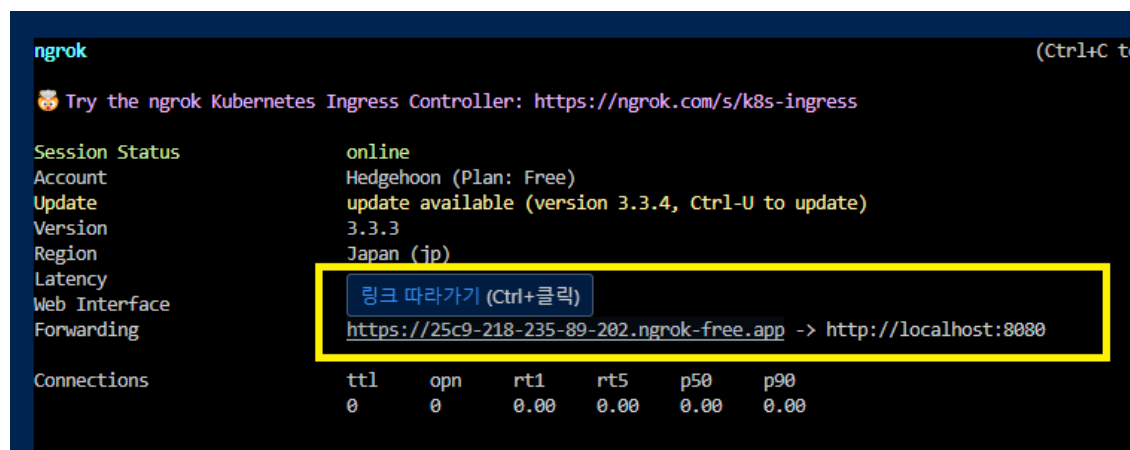 ngrok (Ctrl+C t
🤯 Try the ngrok Kubernetes Ingress Controller: https://ngrok.com/s/k8s-ingress
Session Status online
Account Hedgehoon (Plan: Free)
Update update available (version 3.3.4, Ctrl-U to update)
Version 3.3.3
Region Japan (jp)
Latency
링크 따라가기 (Ctrl+클릭)
Web Interface
Forwarding https://25c9-218-235-89-202.ngrok-free.app -> http://localhost:8080
Connections ttl opn rt1 rt5 p50 p90
0 0 0.00 0.00 0.00 0.00